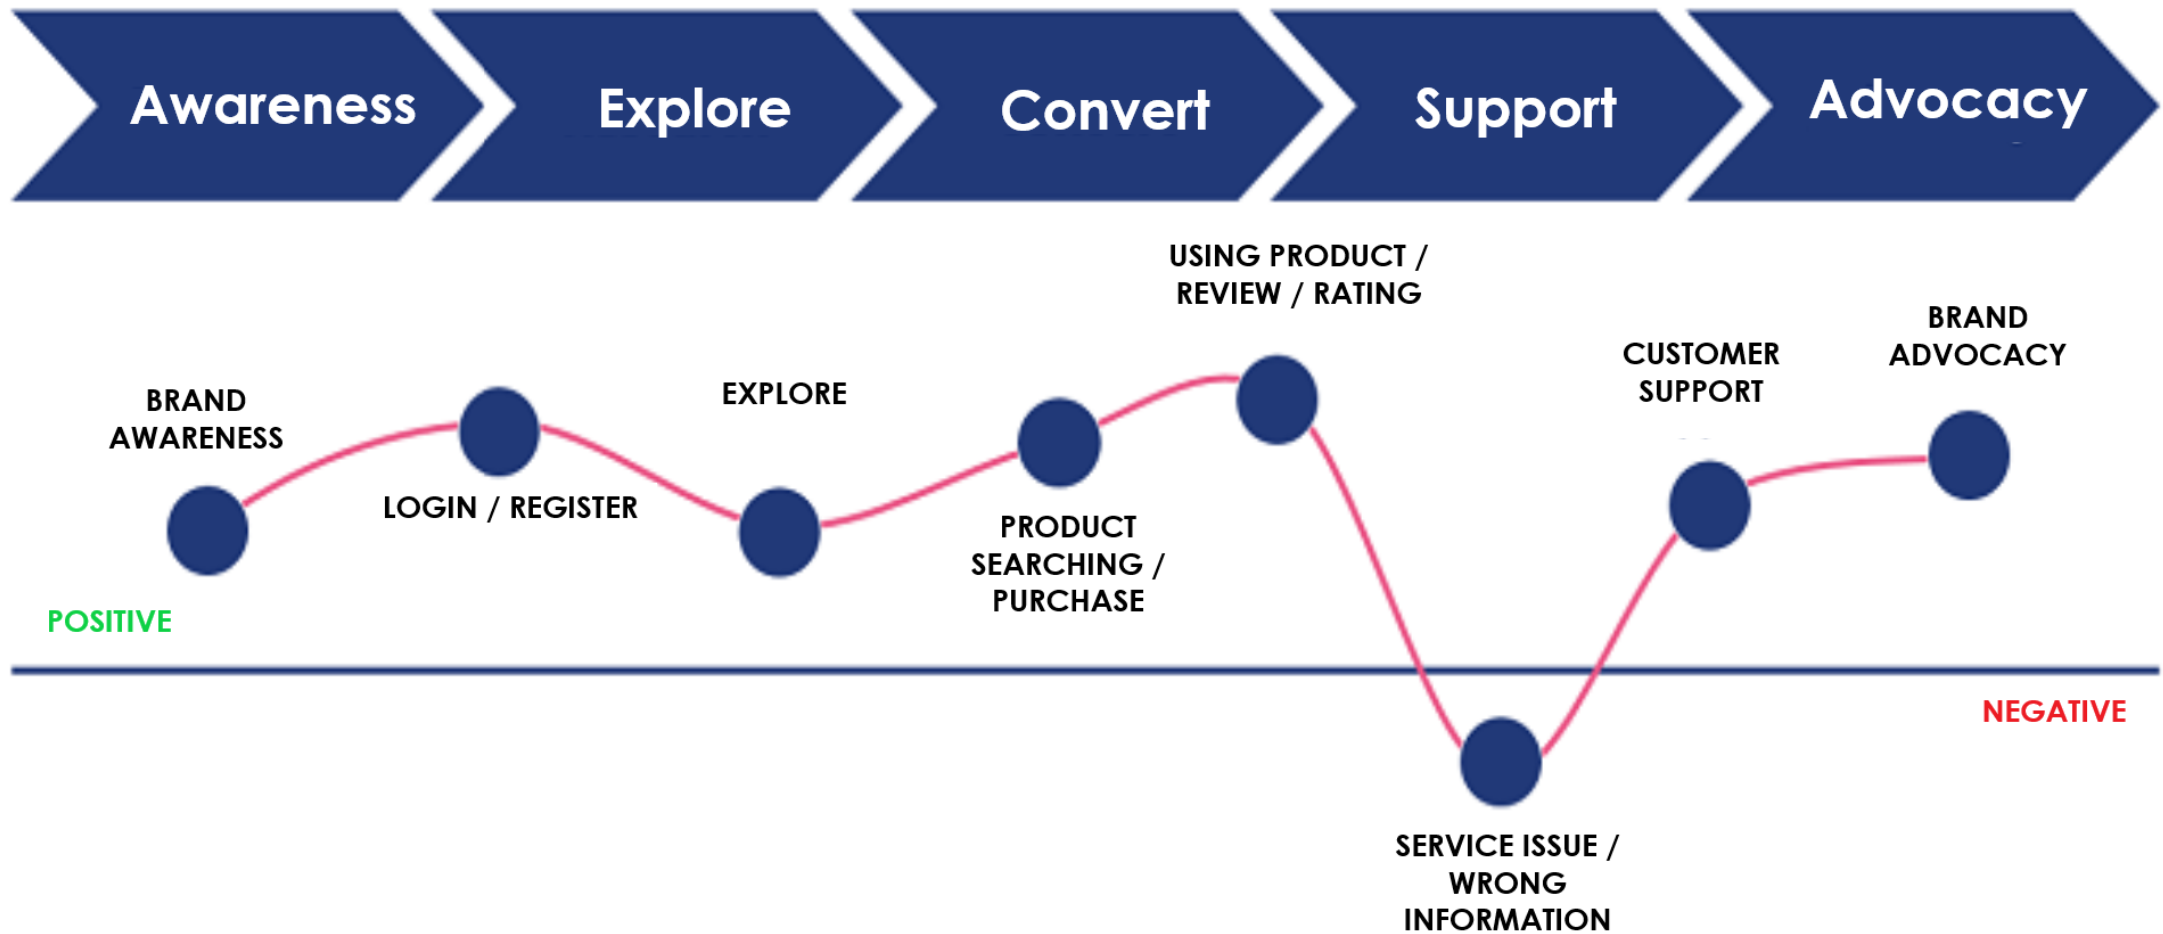 Awareness
Explore
Convert
Support
Advocacy
BRAND
AWARENESS
LOGIN / REGISTER
EXPLORE
PRODUCT
SEARCHING /
PURCHASE
USING PRODUCT /
REVIEW / RATING
SERVICE ISSUE /
WRONG
INFORMATION
CUSTOMER
SUPPORT
BRAND
ADVOCACY
POSITIVE
NEGATIVE